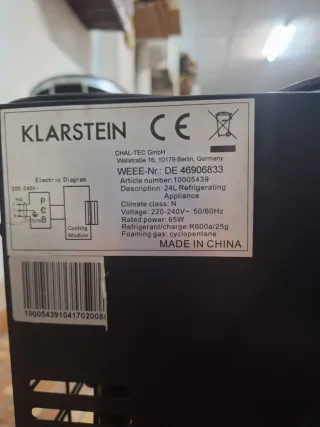 KLARSTEIN CE
CHAL-TEC GmbH
Wallstraße 16, 10179 Berlin, Germany
WEEE-Nr.: DE 46906833
Article number: 10005439
Description: 24L Refrigerating
Appliance
Climate class: N
Voltage: 220-240V~ 50/60Hz
Rated power: 65W
Refrigerant/charge: R600a/25g
Foaming gas: cyclopentane
MADE IN CHINA
Electric Diagram
220-240V~
P
C
B
Cooling
Module